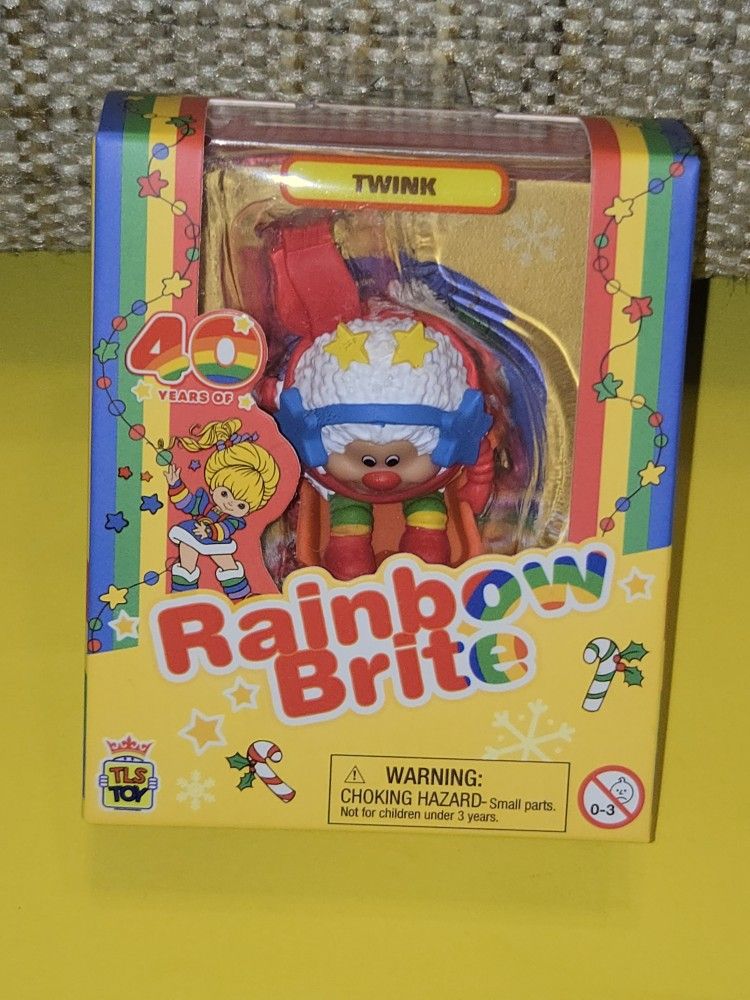 TWINK
40
YEARS OF
Rainbow
Brite
TLS
TOY
WARNING:
CHOKING HAZARD- Small parts.
Not for children under 3 years.
0-3